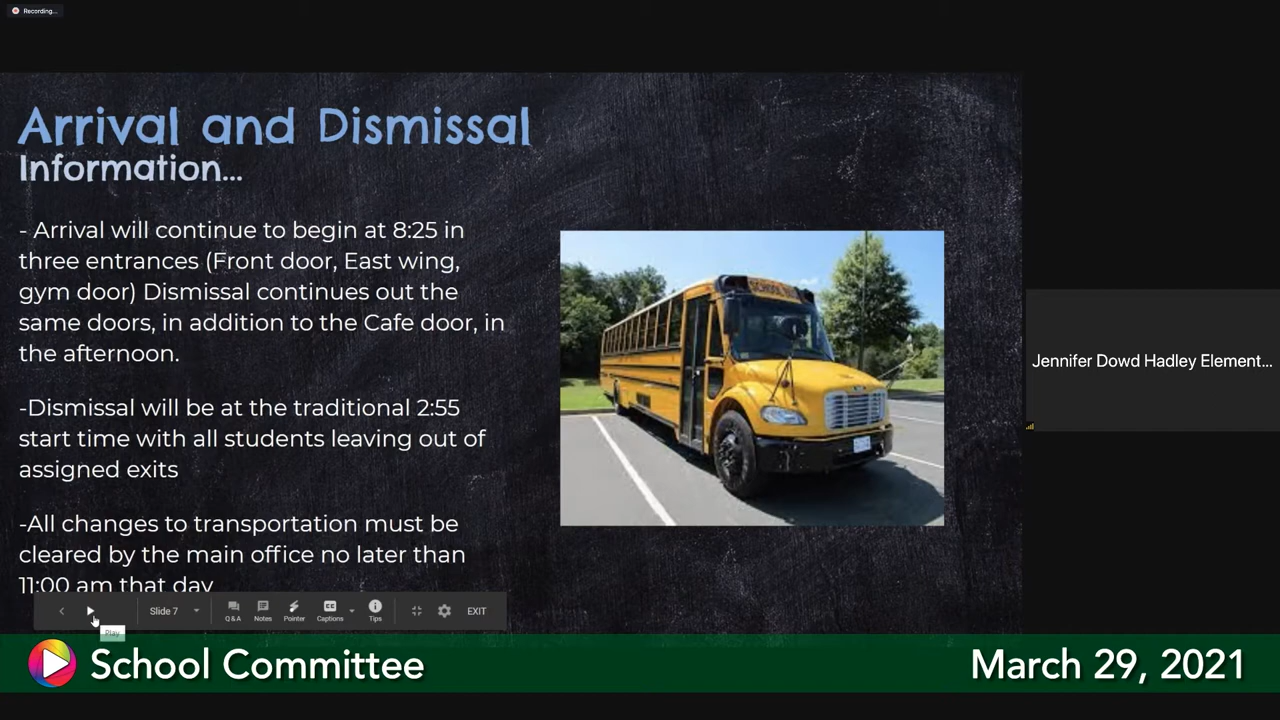 Recording...
Arrival and Dismissal
Information...
- Arrival will continue to begin at 8:25 in
three entrances (Front door, East wing,
gym door) Dismissal continues out the
same doors, in addition to the Cafe door, in
the afternoon.
-Dismissal will be at the traditional 2:55
start time with all students leaving out of
assigned exits
-All changes to transportation must be
cleared by the main office no later than
11:00 am that day
SCHOOL BUS
Jennifer Dowd Hadley Element...
Slide 7
Q & A
Notes
Pointer
CC
Captions
Tips
EXIT
Play
School Committee
March 29, 2021